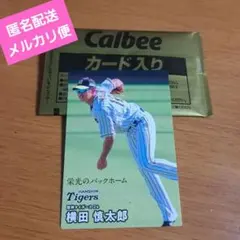 匿名配送
メルカリ便
Calbee
カード入り
栄光のバックホーム
HANSHIN
Tigers
横田 慎太郎